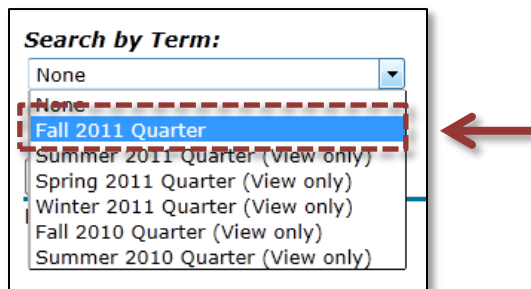 Search by Term:
None
None
Fall 2011 Quarter
Summer 2011 Quarter (View only)
Spring 2011 Quarter (View only)
Winter 2011 Quarter (View only)
Fall 2010 Quarter (View only)
Summer 2010 Quarter (View only)